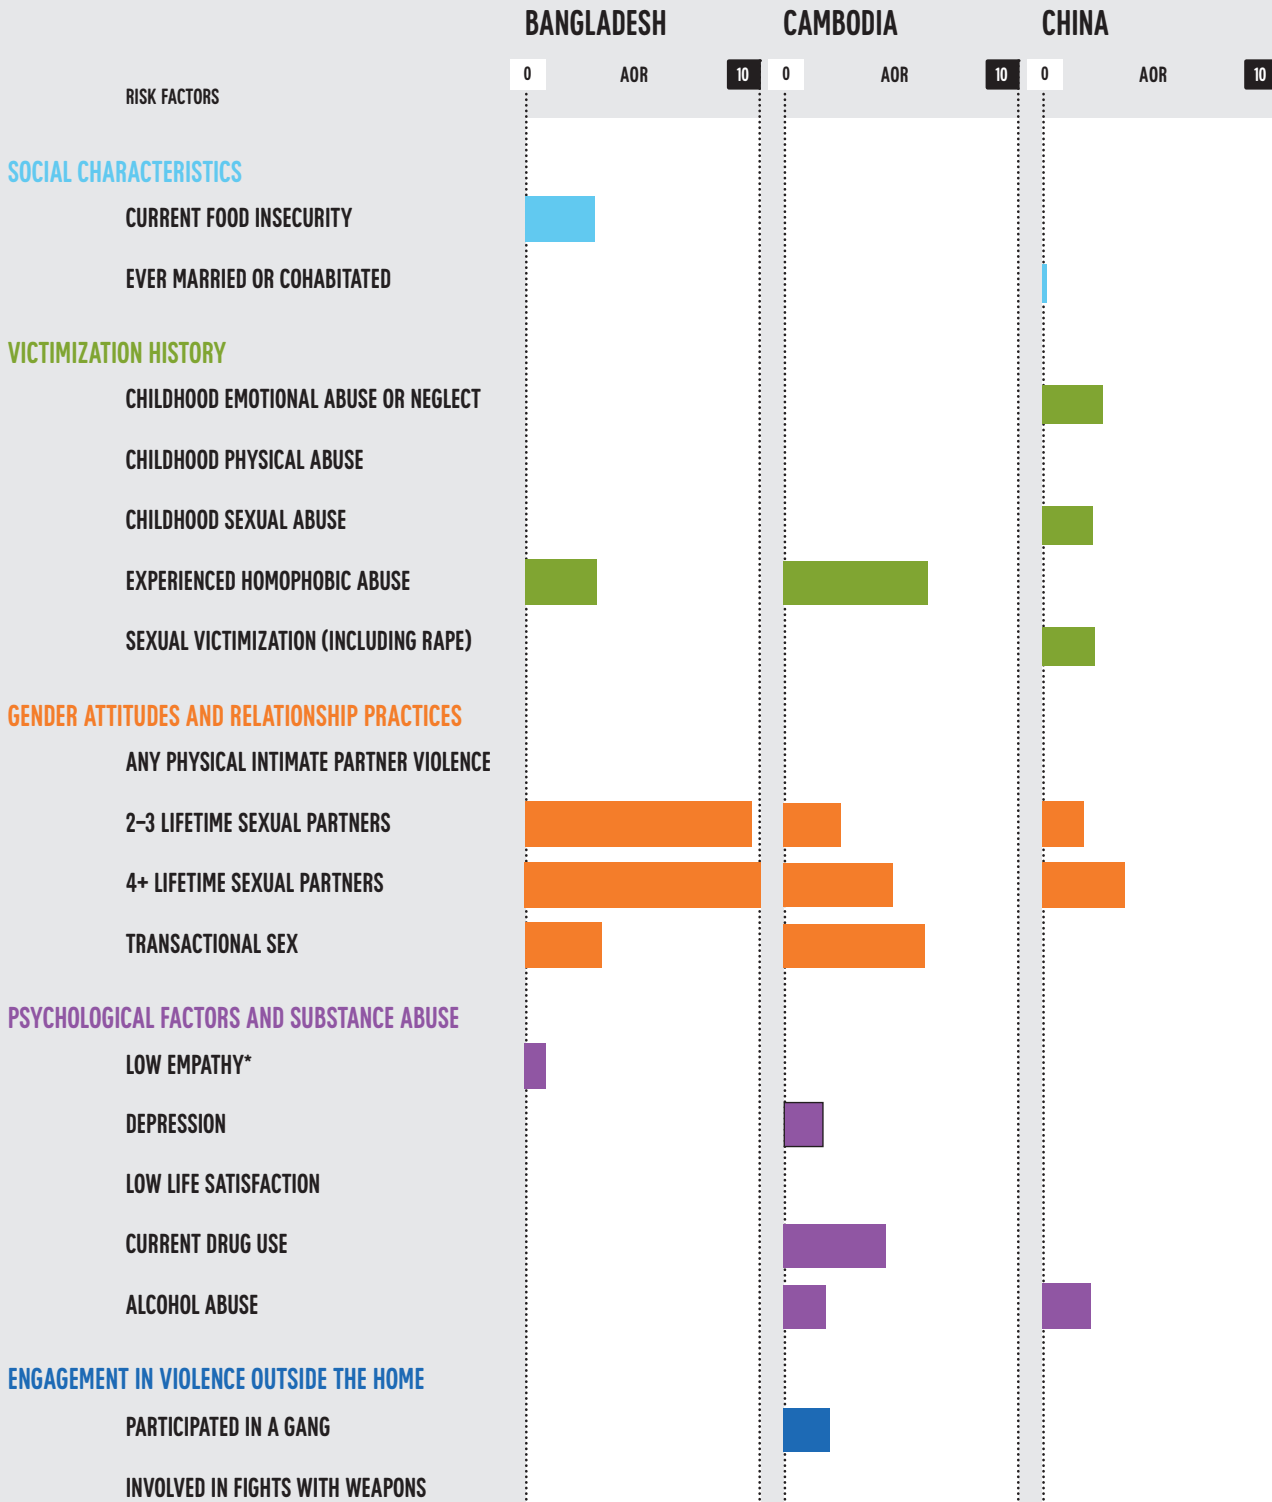 BANGLADESH CAMBODIA CHINA
0 AOR 10 0 AOR 10 0 AOR 10
RISK FACTORS
SOCIAL CHARACTERISTICS
CURRENT FOOD INSECURITY
EVER MARRIED OR COHABITATED
VICTIMIZATION HISTORY
CHILDHOOD EMOTIONAL ABUSE OR NEGLECT
CHILDHOOD PHYSICAL ABUSE
CHILDHOOD SEXUAL ABUSE
EXPERIENCED HOMOPHOBIC ABUSE
SEXUAL VICTIMIZATION (INCLUDING RAPE)
GENDER ATTITUDES AND RELATIONSHIP PRACTICES
ANY PHYSICAL INTIMATE PARTNER VIOLENCE
2–3 LIFETIME SEXUAL PARTNERS
4+ LIFETIME SEXUAL PARTNERS
TRANSACTIONAL SEX
PSYCHOLOGICAL FACTORS AND SUBSTANCE ABUSE
LOW EMPATHY*
DEPRESSION
LOW LIFE SATISFACTION
CURRENT DRUG USE
ALCOHOL ABUSE
ENGAGEMENT IN VIOLENCE OUTSIDE THE HOME
PARTICIPATED IN A GANG
INVOLVED IN FIGHTS WITH WEAPONS